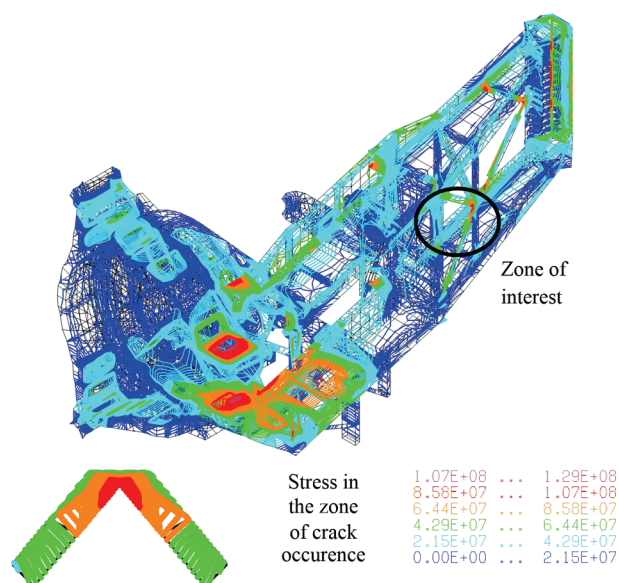 Zone of
interest
Stress in
the zone
of crack
occurence
1.07E+08 ... 1.29E+08
8.58E+07 ... 1.07E+08
6.44E+07 ... 8.58E+07
4.29E+07 ... 6.44E+07
2.15E+07 ... 4.29E+07
0.00E+00 ... 2.15E+07